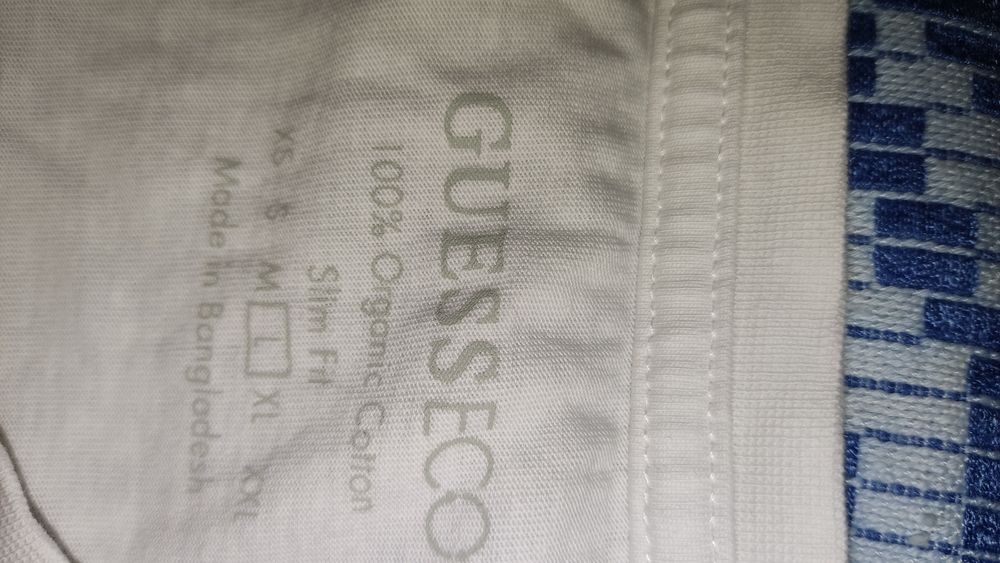 GUESS ECO
100% Organic Cotton
Slim Fit
XS S M L XL XXL
Made in Bangladesh